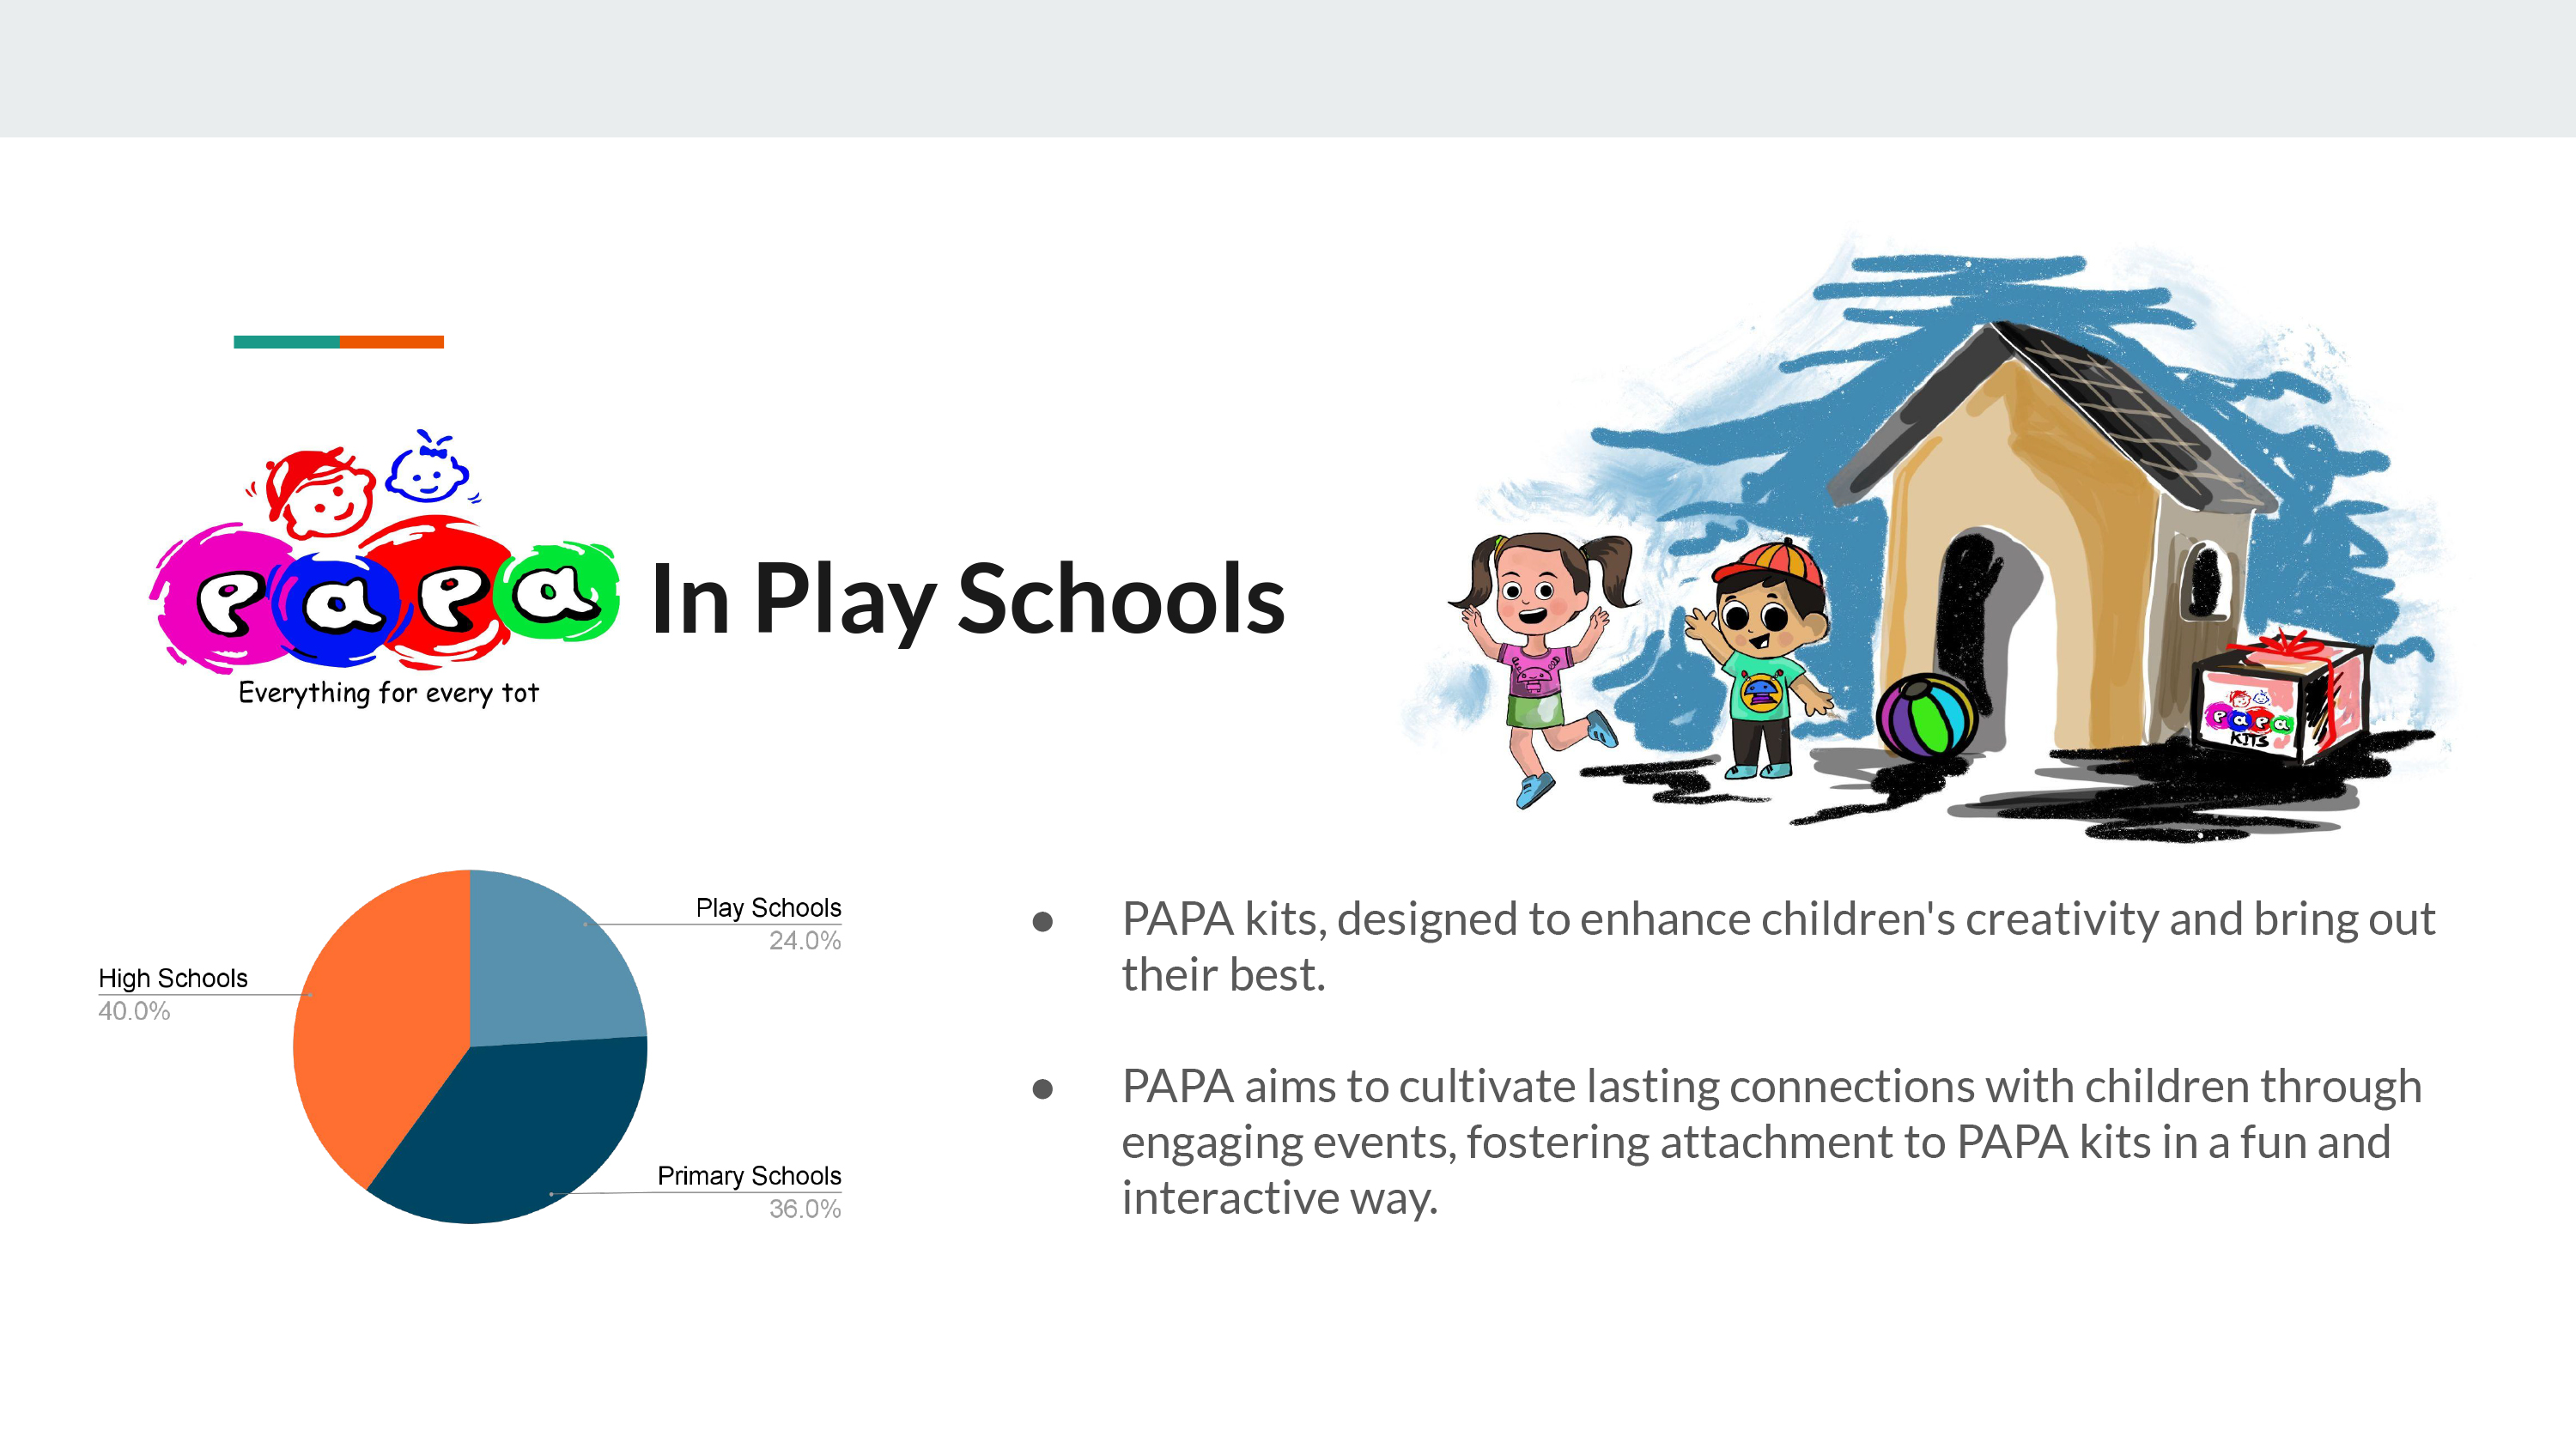 PAPA In Play Schools
Everything for every tot
PAPA
KITS
Play Schools
24.0%
High Schools
40.0%
Primary Schools
36.0%
● PAPA kits, designed to enhance children's creativity and bring out
their best.
● PAPA aims to cultivate lasting connections with children through
engaging events, fostering attachment to PAPA kits in a fun and
interactive way.